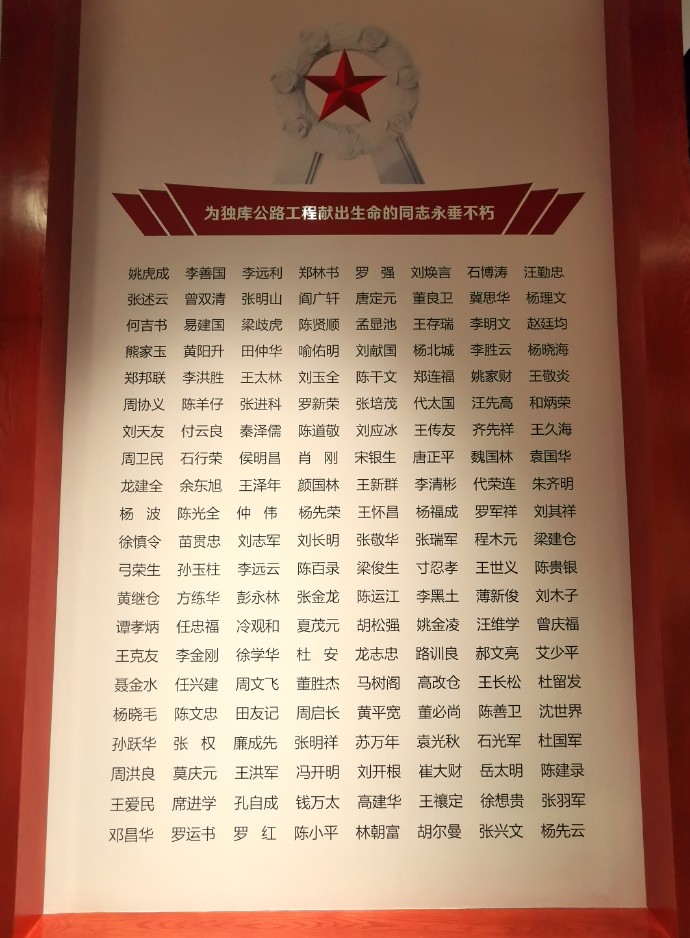 为独库公路工程献出生命的同志永垂不朽
姚虎成 李善国 李远利 郑林书 罗 强 刘焕言 石博涛 汪勤忠
张述云 曾双清 张明山 阎广轩 唐定元 董良卫 冀思华 杨理文
何吉书 易建国 梁歧虎 陈贤顺 孟显池 王存瑞 李明文 赵廷均
熊家玉 黄阳升 田仲华 喻佑明 刘献国 杨北城 李胜云 杨晓海
郑邦联 李洪胜 王太林 刘玉全 陈干文 郑连福 姚家财 王敬炎
周协义 陈羊仔 张进科 罗新荣 张培茂 代太国 汪先高 和炳荣
刘天友 付云良 秦泽儒 陈道敬 刘应冰 王传友 齐先祥 王久海
周卫民 石行荣 侯明昌 肖 刚 宋银生 唐正平 魏国林 袁国华
龙建全 余东旭 王泽年 颜国林 王新群 李清彬 代荣连 朱齐明
杨 波 陈光全 仲 伟 杨先荣 王怀昌 杨福成 罗军祥 刘其祥
徐慎令 苗贯忠 刘志军 刘长明 张敬华 张瑞军 程木元 梁建仓
弓荣生 孙玉柱 李远云 陈百录 梁俊生 寸忍孝 王世义 陈贵银
黄继仓 方练华 彭永林 张金龙 陈运江 李黑土 薄新俊 刘木子
谭孝炳 任忠福 冷观和 夏茂元 胡松强 姚金凌 汪维学 曾庆福
王克友 李金刚 徐学华 杜 安 龙志忠 路训良 郝文亮 艾少平
聂金水 任兴建 周文飞 董胜杰 马树阁 高改仓 王长松 杜留发
杨晓毛 陈文忠 田友记 周启长 黄平宽 董必尚 陈善卫 沈世界
孙跃华 张 权 廉成先 张明祥 苏万年 袁光秋 石光军 杜国军
周洪良 莫庆元 王洪军 冯开明 刘开根 崔大财 岳太明 陈建录
王爱民 席进学 孔自成 钱万太 高建华 王禳定 徐想贵 张羽军
邓昌华 罗运书 罗 红 陈小平 林朝富 胡尔曼 张兴文 杨先云